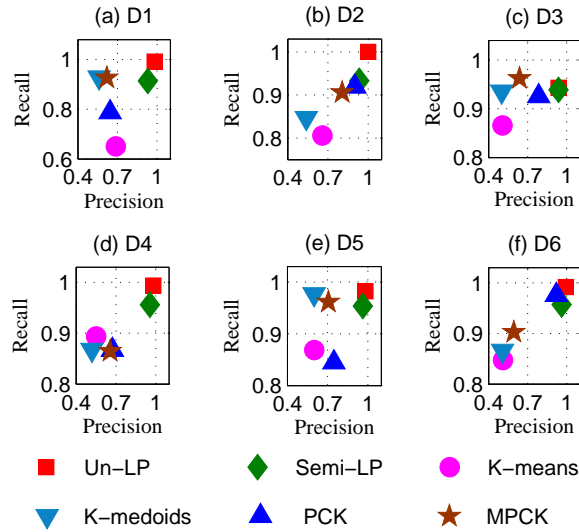 (a) D1
(b) D2
(c) D3
Recall
1
0.9
0.8
0.7
0.6
0.4 0.7 1
Precision
Recall
1
0.9
0.8
0.4 0.7 1
Precision
Recall
1
0.9
0.8
0.4 0.7 1
Precision
(d) D4
(e) D5
(f) D6
Recall
1
0.9
0.8
0.4 0.7 1
Precision
Recall
1
0.9
0.8
0.4 0.7 1
Precision
Recall
1
0.9
0.8
0.4 0.7 1
Precision
Un−LP Semi−LP K−means
K−medoids PCK MPCK